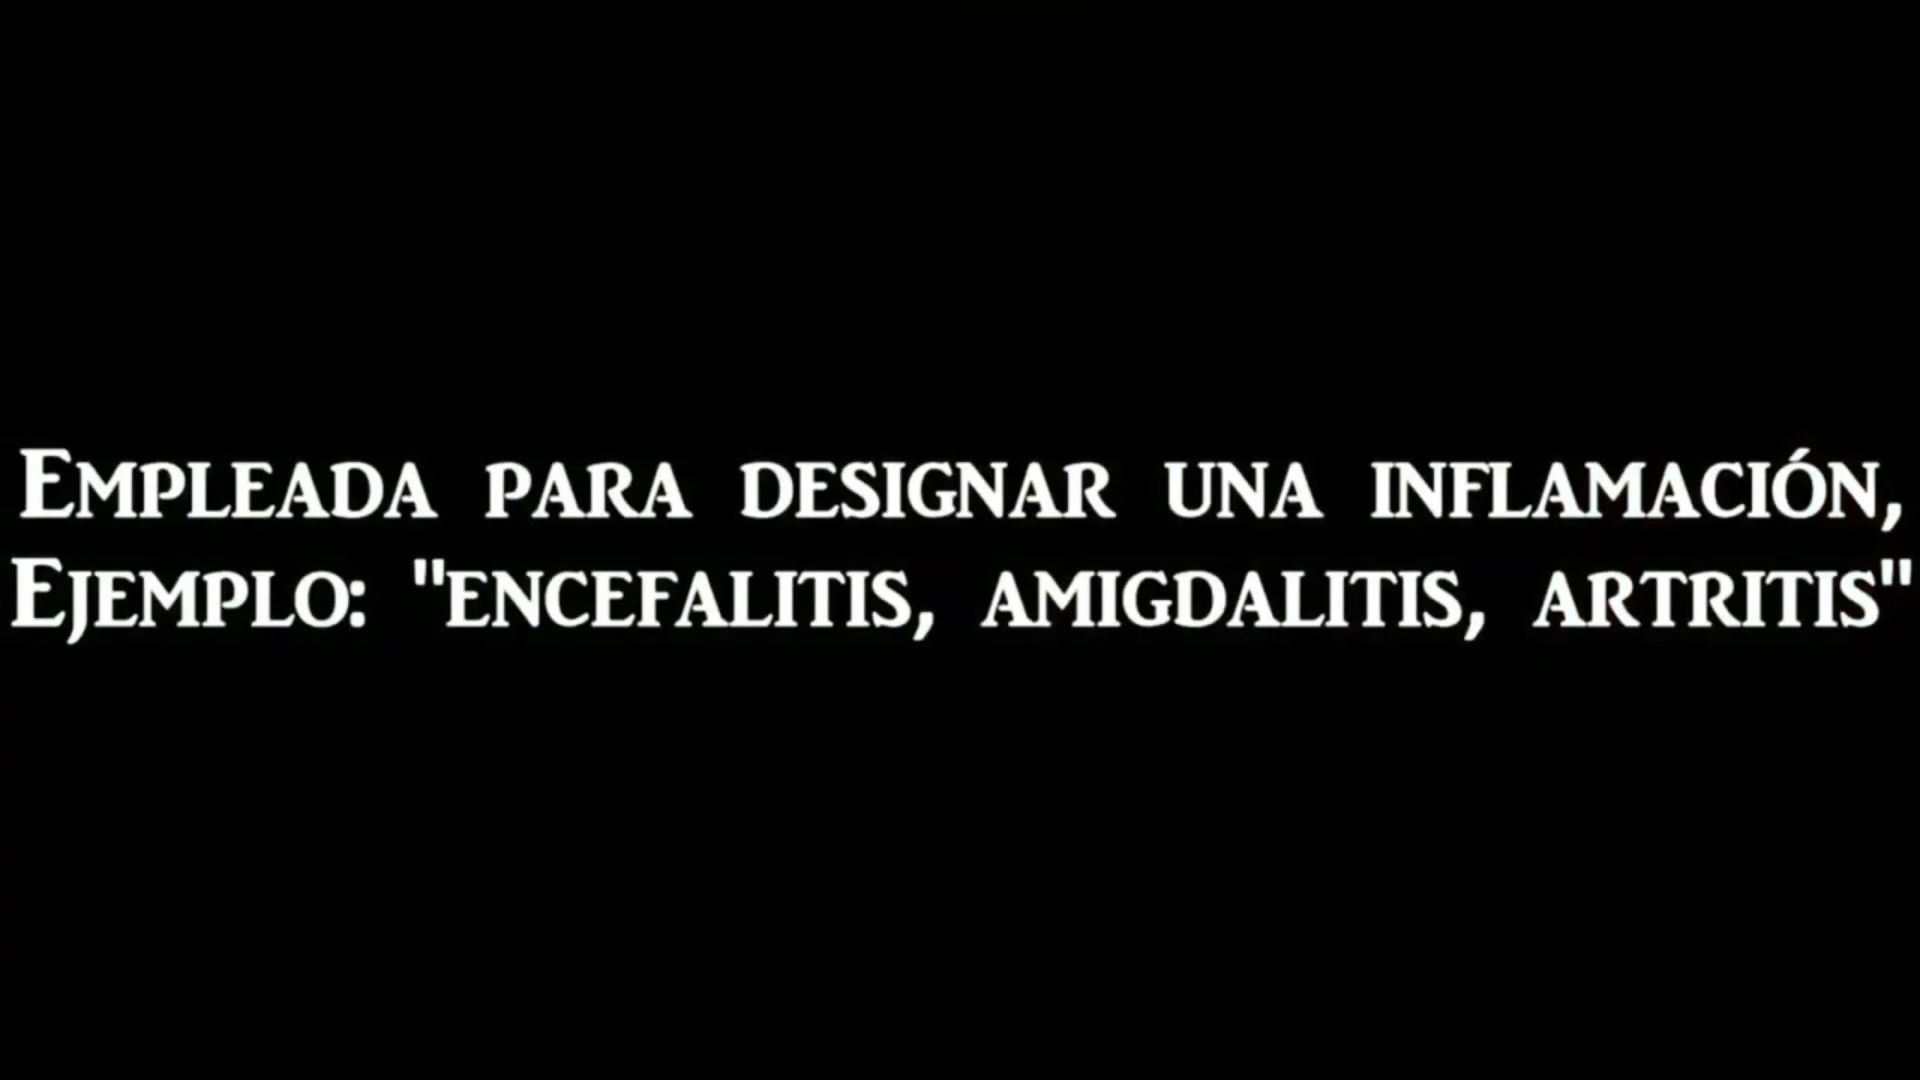 Empleada para designar una inflamación,
Ejemplo: "encefalitis, amigdalitis, artritis"